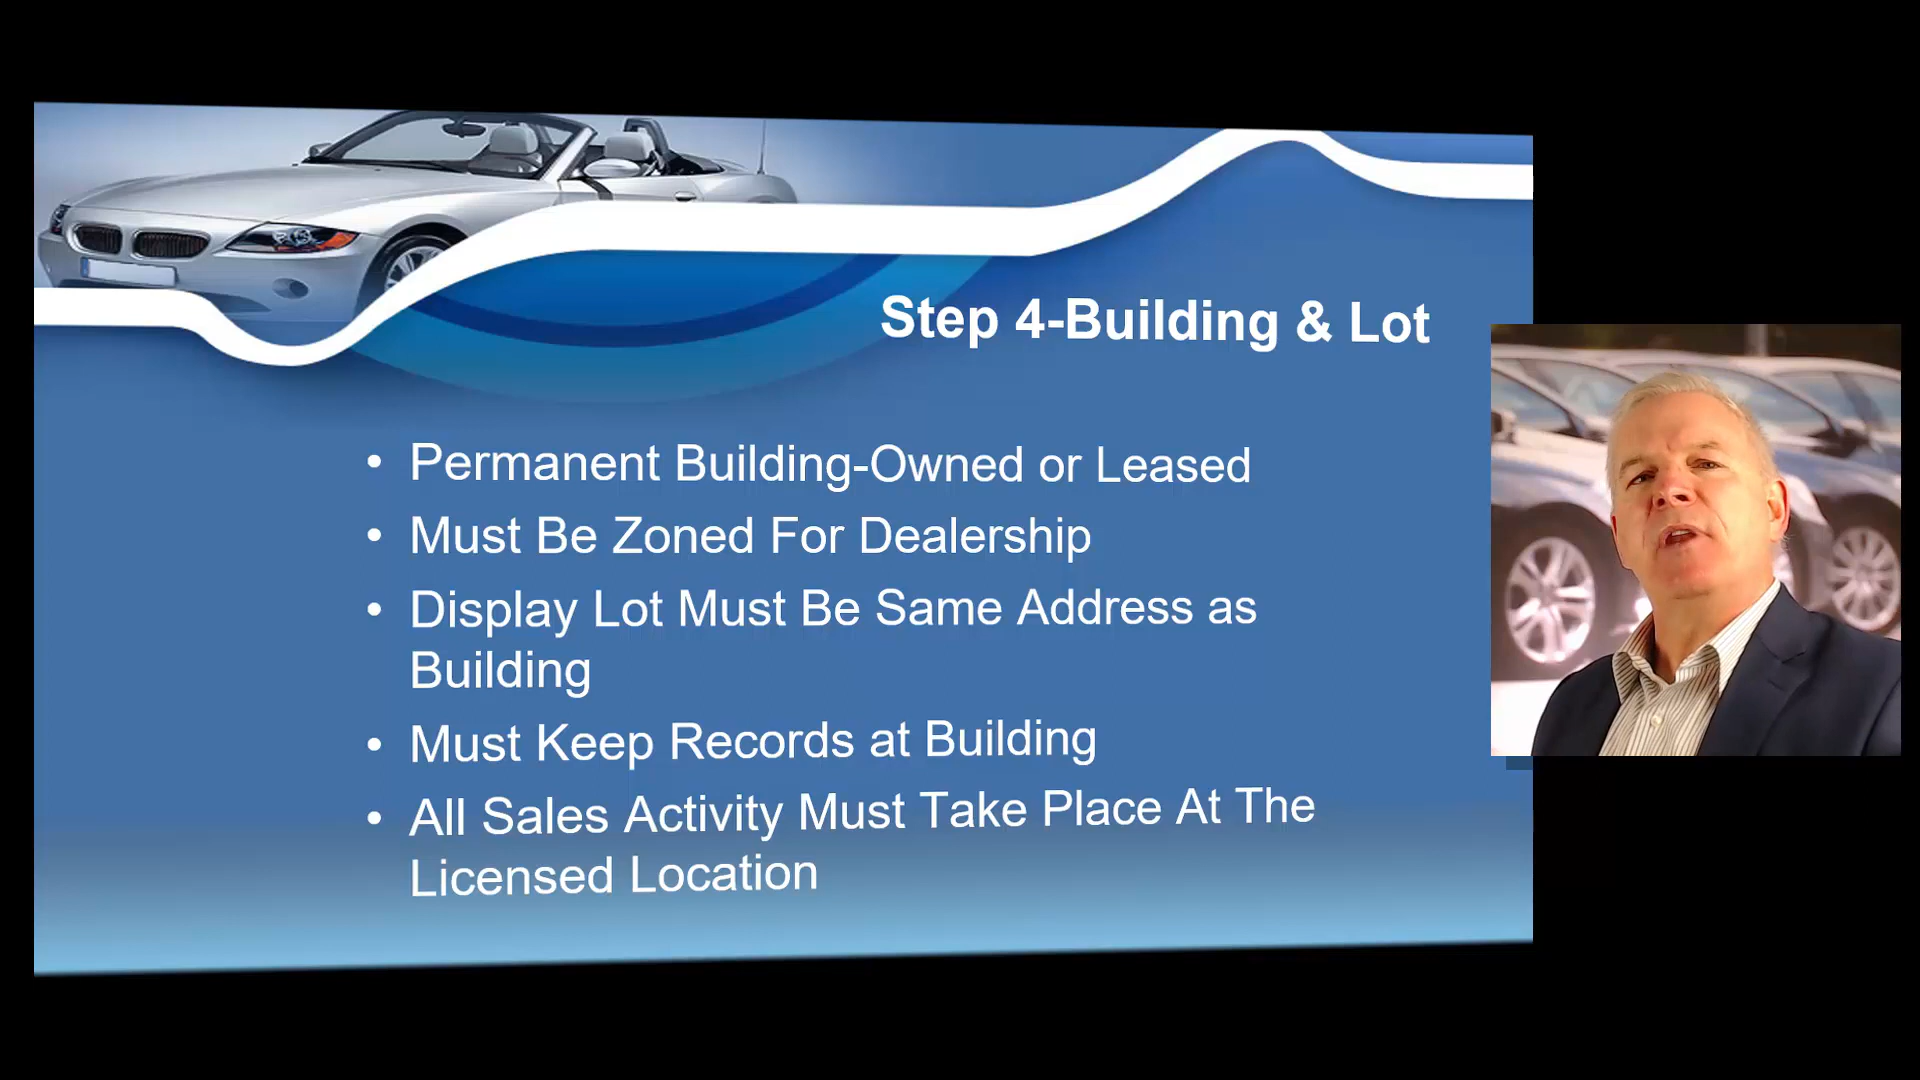 Step 4-Building & Lot
• Permanent Building-Owned or Leased
• Must Be Zoned For Dealership
• Display Lot Must Be Same Address as
Building
• Must Keep Records at Building
• All Sales Activity Must Take Place At The
Licensed Location